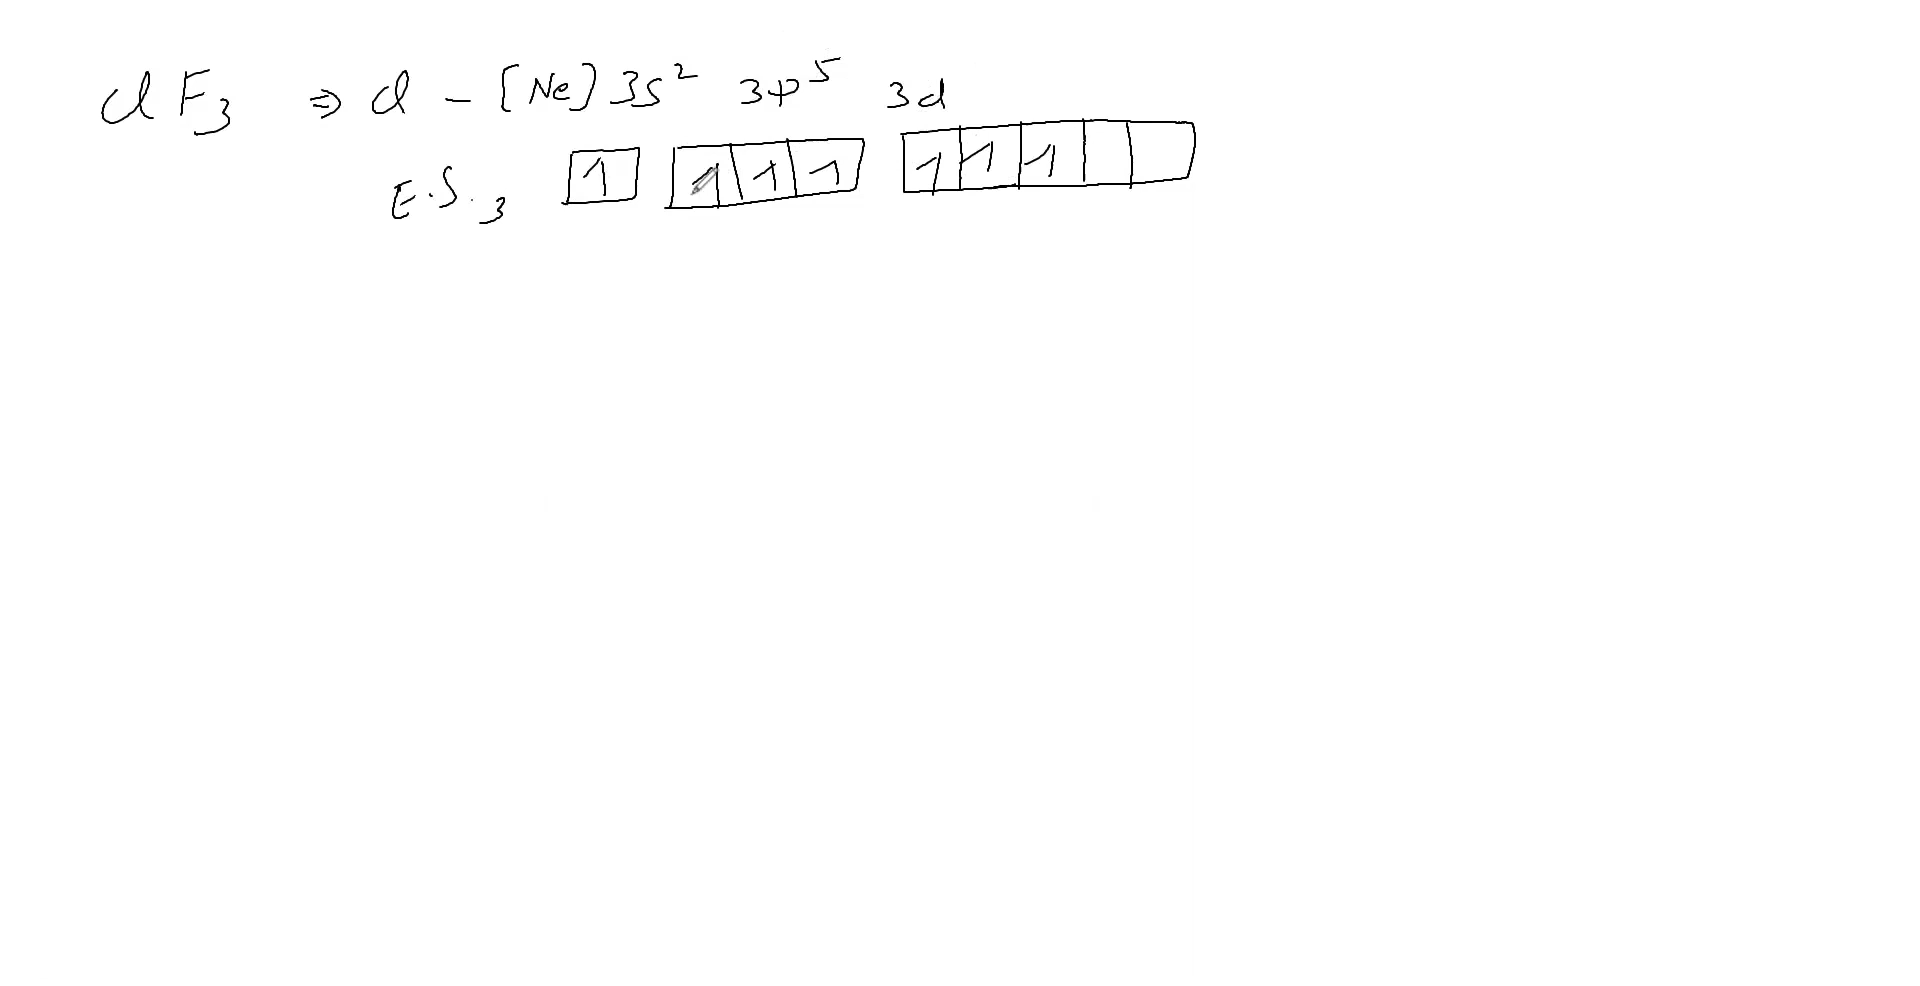 Cl F₃ ⇒ Cl - [Ne] 3s² 3p⁵ 3d
E.S.₃ 1 1 1 1 1 1 1